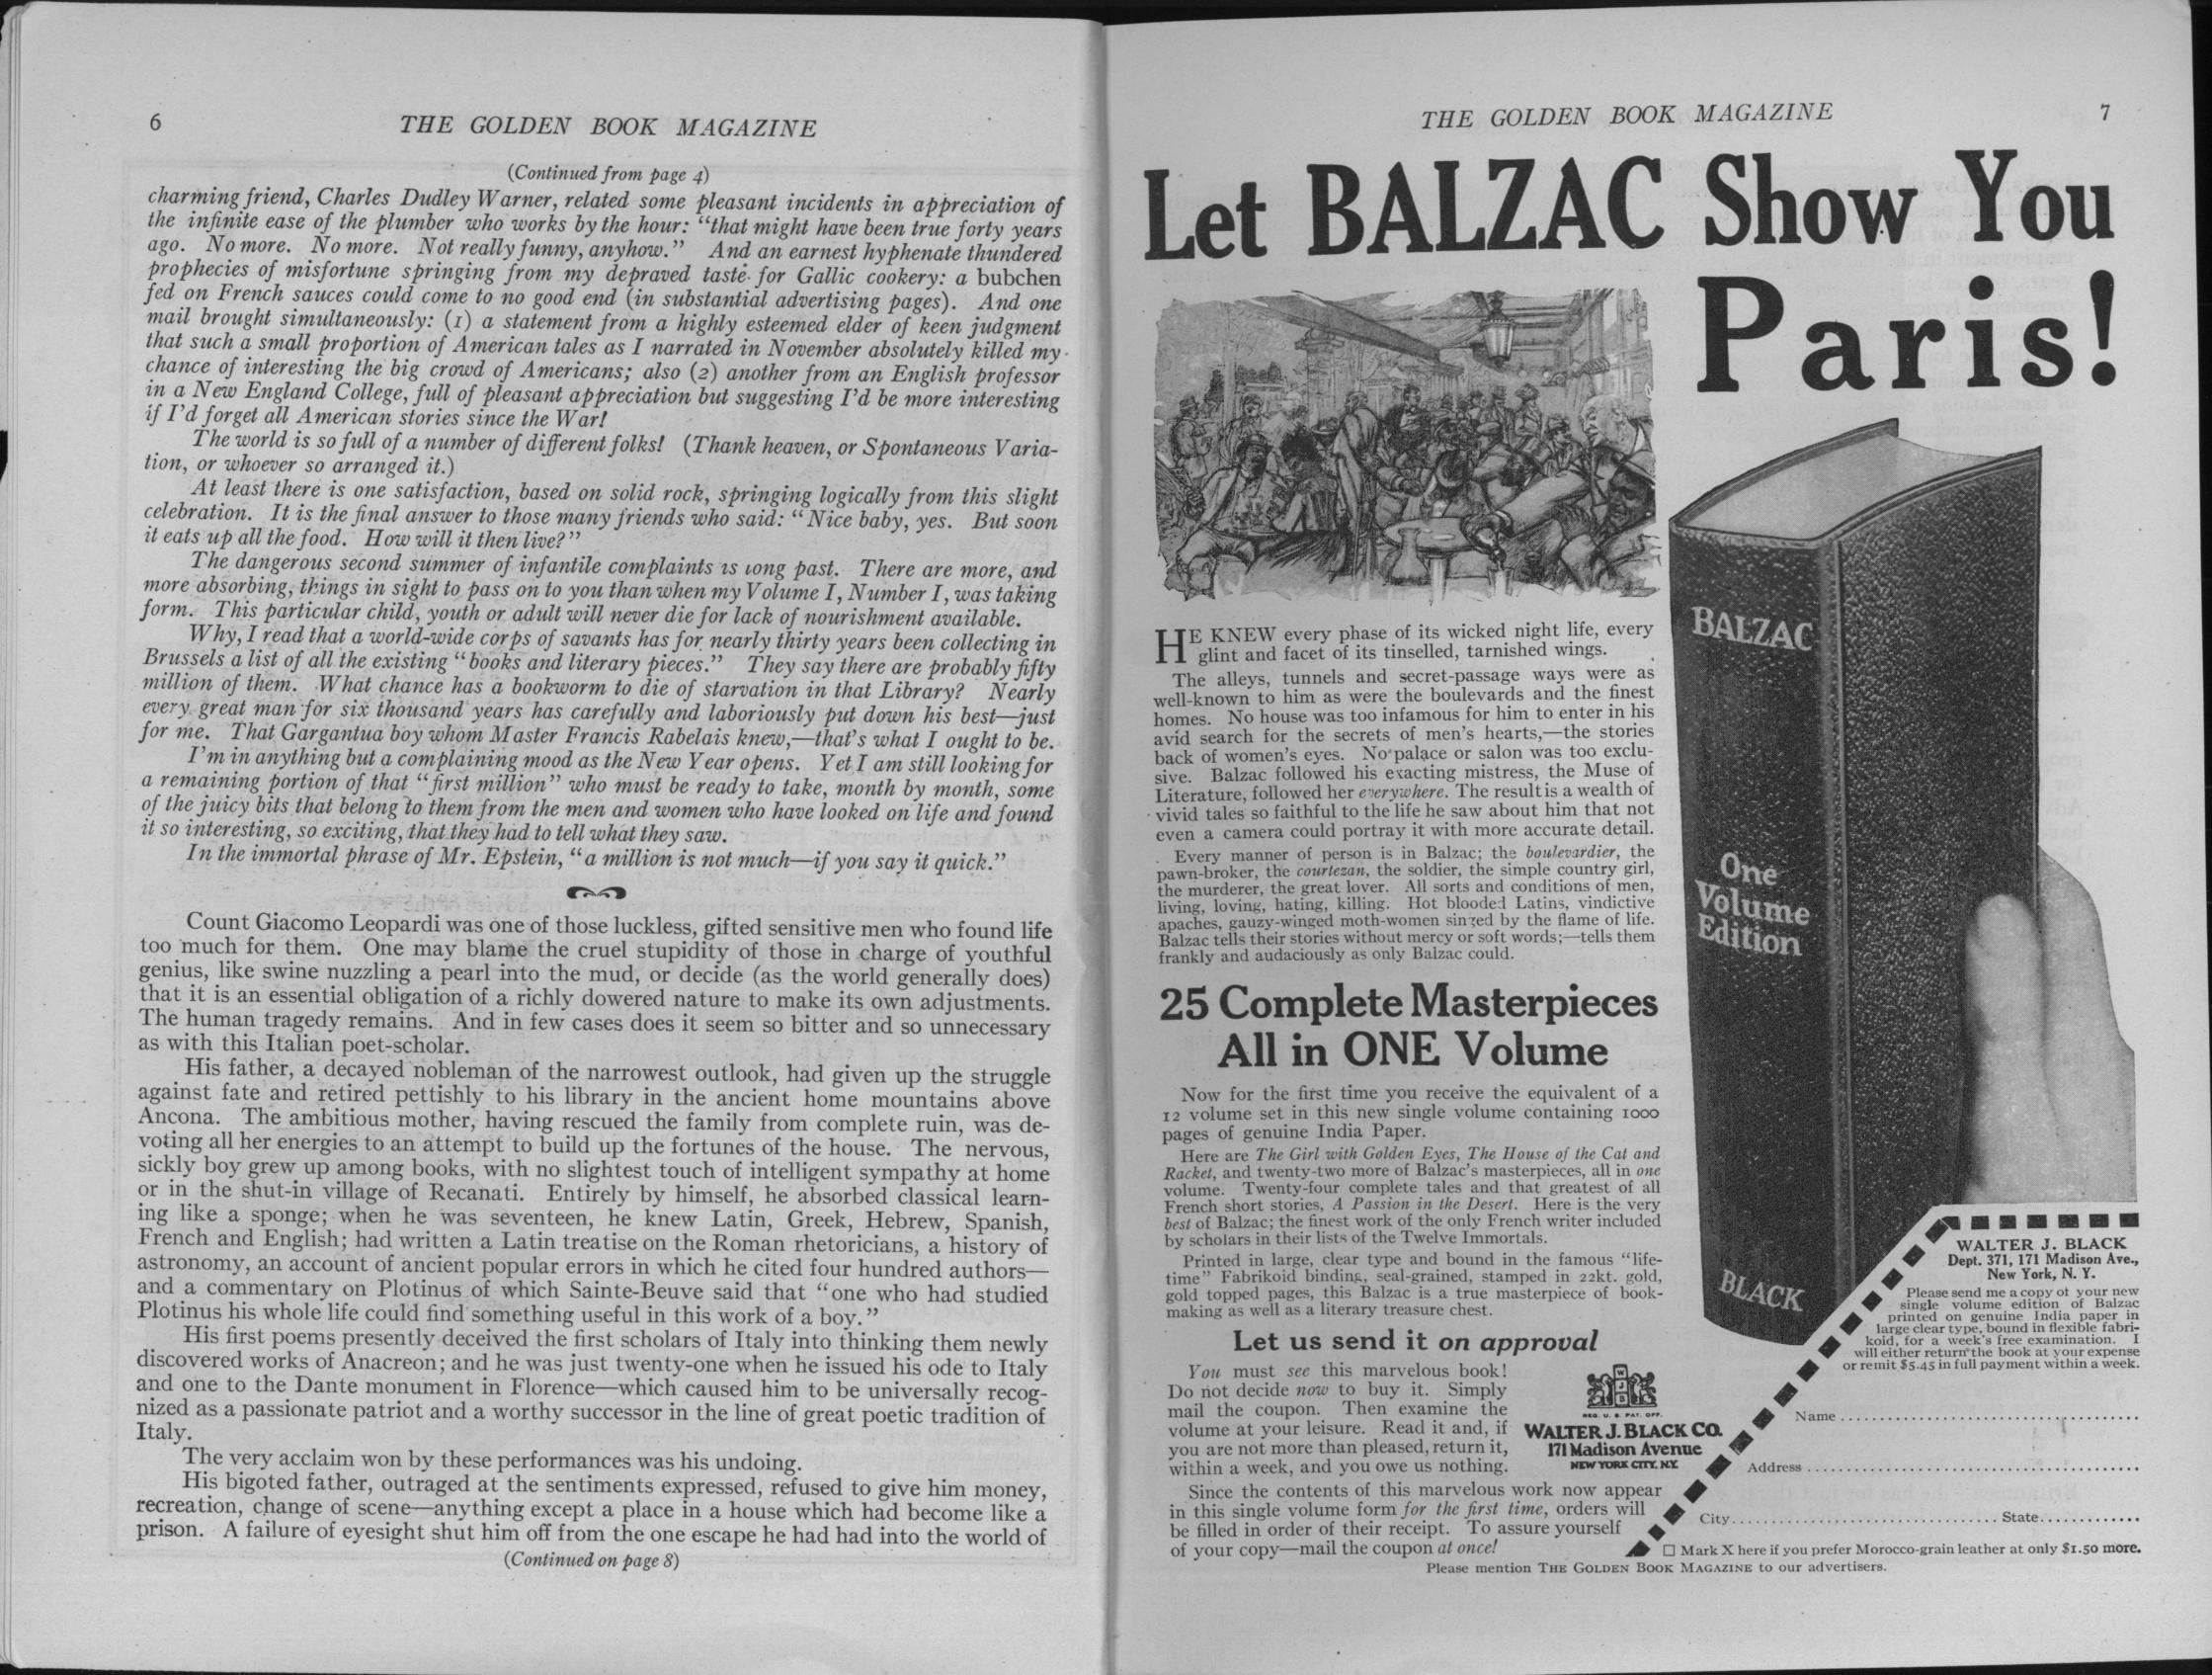 6
THE GOLDEN BOOK MAGAZINE
(Continued from page 4)
charming friend, Charles Dudley Warner, related some pleasant incidents in appreciation of
the infinite ease of the plumber who works by the hour: “that might have been true forty years
ago. No more. No more. Not really funny, anyhow.” And an earnest hyphenate thundered
prophecies of misfortune springing from my depraved taste for Gallic cookery: a bubchen
fed on French sauces could come to no good end (in substantial advertising pages). And one
mail brought simultaneously: (1) a statement from a highly esteemed elder of keen judgment
that such a small proportion of American tales as I narrated in November absolutely killed my
chance of interesting the big crowd of Americans; also (2) another from an English professor
in a New England College, full of pleasant appreciation but suggesting I’d be more interesting
if I’d forget all American stories since the War!
The world is so full of a number of different folks! (Thank heaven, or Spontaneous Varia-
tion, or whoever so arranged it.)
At least there is one satisfaction, based on solid rock, springing logically from this slight
celebration. It is the final answer to those many friends who said: “Nice baby, yes. But soon
it eats up all the food. How will it then live?”
The dangerous second summer of infantile complaints is long past. There are more, and
more absorbing, things in sight to pass on to you than when my Volume I, Number I, was taking
form. This particular child, youth or adult will never die for lack of nourishment available.
Why, I read that a world-wide corps of savants has for nearly thirty years been collecting in
Brussels a list of all the existing “books and literary pieces.” They say there are probably fifty
million of them. What chance has a bookworm to die of starvation in that Library? Nearly
every great man for six thousand years has carefully and laboriously put down his best—just
for me. That Gargantua boy whom Master Francis Rabelais knew,—that’s what I ought to be.
I’m in anything but a complaining mood as the New Year opens. Yet I am still looking for
a remaining portion of that “first million” who must be ready to take, month by month, some
of the juicy bits that belong to them from the men and women who have looked on life and found
it so interesting, so exciting, that they had to tell what they saw.
In the immortal phrase of Mr. Epstein, “a million is not much—if you say it quick.”
Count Giacomo Leopardi was one of those luckless, gifted sensitive men who found life
too much for them. One may blame the cruel stupidity of those in charge of youthful
genius, like swine nuzzling a pearl into the mud, or decide (as the world generally does)
that it is an essential obligation of a richly dowered nature to make its own adjustments.
The human tragedy remains. And in few cases does it seem so bitter and so unnecessary
as with this Italian poet-scholar.
His father, a decayed nobleman of the narrowest outlook, had given up the struggle
against fate and retired pettishly to his library in the ancient home mountains above
Ancona. The ambitious mother, having rescued the family from complete ruin, was de-
voting all her energies to an attempt to build up the fortunes of the house. The nervous,
sickly boy grew up among books, with no slightest touch of intelligent sympathy at home
or in the shut-in village of Recanati. Entirely by himself, he absorbed classical learn-
ing like a sponge; when he was seventeen, he knew Latin, Greek, Hebrew, Spanish,
French and English; had written a Latin treatise on the Roman rhetoricians, a history of
astronomy, an account of ancient popular errors in which he cited four hundred authors—
and a commentary on Plotinus of which Sainte-Beuve said that “one who had studied
Plotinus his whole life could find something useful in this work of a boy.”
His first poems presently deceived the first scholars of Italy into thinking them newly
discovered works of Anacreon; and he was just twenty-one when he issued his ode to Italy
and one to the Dante monument in Florence—which caused him to be universally recog-
nized as a passionate patriot and a worthy successor in the line of great poetic tradition of
Italy.
The very acclaim won by these performances was his undoing.
His bigoted father, outraged at the sentiments expressed, refused to give him money,
recreation, change of scene—anything except a place in a house which had become like a
prison. A failure of eyesight shut him off from the one escape he had had into the world of
(Continued on page 8)
THE GOLDEN BOOK MAGAZINE
7
Let BALZAC Show You
Paris!
HE KNEW every phase of its wicked night life, every
glint and facet of its tinselled, tarnished wings.
The alleys, tunnels and secret-passage ways were as
well-known to him as were the boulevards and the finest
homes. No house was too infamous for him to enter in his
avid search for the secrets of men’s hearts,—the stories
back of women’s eyes. No palace or salon was too exclu-
sive. Balzac followed his exacting mistress, the Muse of
Literature, followed her everywhere. The result is a wealth of
vivid tales so faithful to the life he saw about him that not
even a camera could portray it with more accurate detail.
Every manner of person is in Balzac; the boulevardier, the
pawn-broker, the courtezan, the soldier, the simple country girl,
the murderer, the great lover. All sorts and conditions of men,
living, loving, hating, killing. Hot blooded Latins, vindictive
apaches, gauzy-winged moth-women singed by the flame of life.
Balzac tells their stories without mercy or soft words;—tells them
frankly and audaciously as only Balzac could.
25 Complete Masterpieces
All in ONE Volume
Now for the first time you receive the equivalent of a
12 volume set in this new single volume containing 1000
pages of genuine India Paper.
Here are The Girl with Golden Eyes, The House of the Cat and
Racket, and twenty-two more of Balzac’s masterpieces, all in one
volume. Twenty-four complete tales and that greatest of all
French short stories, A Passion in the Desert. Here is the very
best of Balzac; the finest work of the only French writer included
by scholars in their lists of the Twelve Immortals.
Printed in large, clear type and bound in the famous “life-
time” Fabrikoid binding, seal-grained, stamped in 22kt. gold,
gold topped pages, this Balzac is a true masterpiece of book-
making as well as a literary treasure chest.
Let us send it on approval
You must see this marvelous book!
Do not decide now to buy it. Simply
mail the coupon. Then examine the
volume at your leisure. Read it and, if
you are not more than pleased, return it,
within a week, and you owe us nothing.
Since the contents of this marvelous work now appear
in this single volume form for the first time, orders will
be filled in order of their receipt. To assure yourself
of your copy—mail the coupon at once!
W
J
B
REG. U. S. PAT. OFF.
WALTER J. BLACK CO.
171 Madison Avenue
NEW YORK CITY. N.Y.
BALZAC
One
Volume
Edition
BLACK
WALTER J. BLACK
Dept. 371, 171 Madison Ave.,
New York, N. Y.
Please send me a copy of your new
single volume edition of Balzac
printed on genuine India paper in
large clear type, bound in flexible fabri-
koid, for a week’s free examination. I
will either return the book at your expense
or remit $5.45 in full payment within a week.
Name
Address
City State
□ Mark X here if you prefer Morocco-grain leather at only $1.50 more.
Please mention THE GOLDEN BOOK MAGAZINE to our advertisers.